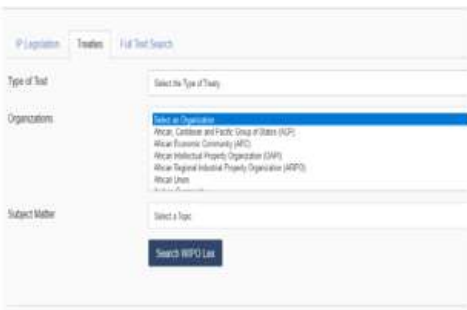 IP Legislation Treaties Full Text Search
Type of Text Select the Type of Treaty
Organizations Select an Organization
African, Caribbean and Pacific Group of States (ACP)
African Economic Community (AEC)
African Intellectual Property Organization (OAPI)
African Regional Industrial Property Organization (ARIPO)
African Union
Subject Matter Select a Topic
Search WIPO Lex